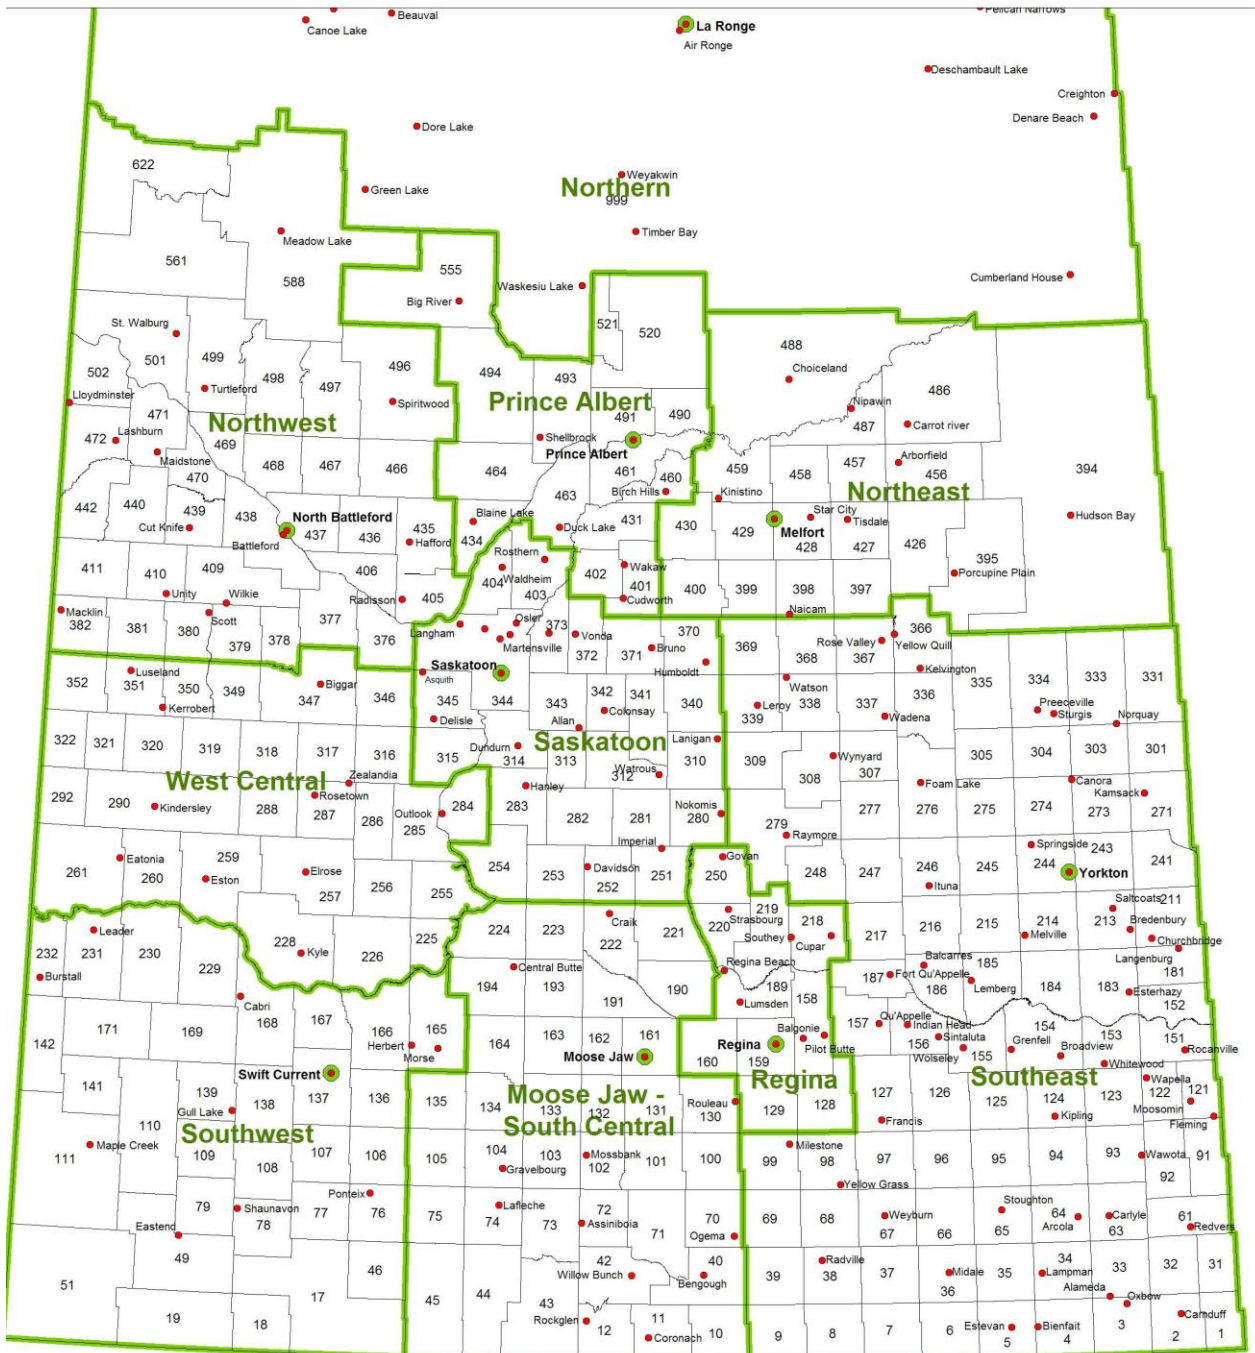 Pelican Narrows
Beauval
Canoe Lake
La Ronge
Air Ronge
Deschambault Lake
Creighton
Denare Beach
Dore Lake
622
Weyakwin
Green Lake
Northern
999
Meadow Lake
Timber Bay
561
588
555
Waskesiu Lake
Cumberland House
Big River
St. Walburg
521
520
501
499
488
502
498
497
496
494
493
Choiceland
486
Lloydminster
Turtleford
Spiritwood
Prince Albert
471
Northwest
491
490
Nipawin
487
Carrot river
472
Lashburn
469
Shellbrook
Prince Albert
Maidstone
468
467
466
464
461
460
459
458
457
Arborfield
456
470
463
Birch Hills
Kinistino
Northeast
394
442
440
439
438
North Battleford
435
Blaine Lake
431
430
Star City
Hudson Bay
Cut Knife
437
436
Hafford
434
Duck Lake
429
Melfort
Tisdale
Battleford
428
427
426
Rosthern
395
411
410
409
406
404
Waldheim
402
Wakaw
Porcupine Plain
Unity
403
401
400
399
398
397
Wilkie
Radisson
405
Cudworth
Macklin
Scott
Naicam
382
381
380
377
Langham
Osler
373
370
366
379
378
376
Martensville
Vonda
372
371
Bruno
369
Rose Valley
Yellow Quill
368
367
Saskatoon
Humboldt
Kelvington
352
Luseland
351
350
349
Biggar
347
346
Asquith
345
344
343
342
341
340
Watson
335
334
333
331
Kerrobert
Leroy
338
337
336
Preeceville
Delisle
Allan
Colonsay
339
Wadena
Sturgis
Norquay
322
321
320
319
318
317
316
315
Dundurn
Saskatoon
Lanigan
314
313
312
310
309
Wynyard
305
304
303
301
West Central
Zealandia
Watrous
308
307
Hanley
Foam Lake
Canora
292
290
Kindersley
288
Rosetown
287
286
Outlook
284
283
Kamsack
285
282
281
Nokomis
280
279
277
276
275
274
273
271
Raymore
Imperial
Springside
Eatonia
259
254
Davidson
Govan
243
261
260
Eston
Elrose
257
256
255
253
252
251
250
248
247
246
245
244
Yorkton
241
Ituna
Saltcoats
211
Craik
Strasbourg
219
218
232
Leader
231
230
228
225
224
223
222
221
220
Southey
217
216
215
214
213
Bredenbury
Kyle
226
Cupar
Melville
Churchbridge
229
Balcarres
Langenburg
Burstall
Central Butte
Regina Beach
187
Fort Qu'Appelle
185
181
Cabri
194
193
190
189
186
Lemberg
184
183
Esterhazy
191
Lumsden
158
152
171
169
168
167
166
165
164
163
162
161
157
Qu'Appelle
Indian Head
154
142
Herbert
Moose Jaw
Regina
Balgonie
Sintaluta
153
Morse
160
159
Pilot Butte
156
Wolseley
155
Grenfell
Broadview
151
Rocanville
Swift Current
Regina
Southeast
Whitewood
141
139
138
137
136
135
134
Moose Jaw -
South Central
133
132
131
Rouleau
130
129
128
127
126
125
124
123
122
Wapella
121
Gull Lake
Moosomin
110
Southwest
Francis
Kipling
Fleming
111
Maple Creek
109
108
107
106
105
104
103
Mossbank
102
101
100
Milestone
99
98
97
96
95
94
93
Wawota
91
Gravelbourg
92
Ponteix
Yellow Grass
79
Shaunavon
78
77
76
75
Lafleche
74
73
72
Assiniboia
71
70
69
68
Weyburn
67
66
Stoughton
65
64
Arcola
Carlyle
63
61
Redvers
Eastend
Ogema
49
46
42
40
Radville
34
33
32
31
51
Willow Bunch
Bengough
39
38
37
Midale
36
35
Lampman
19
18
17
45
44
43
Alameda
Oxbow
Rockglen
12
11
10
9
8
7
6
Estevan
Bienfait
3
Carnduff
Coronach
5
4
2
1